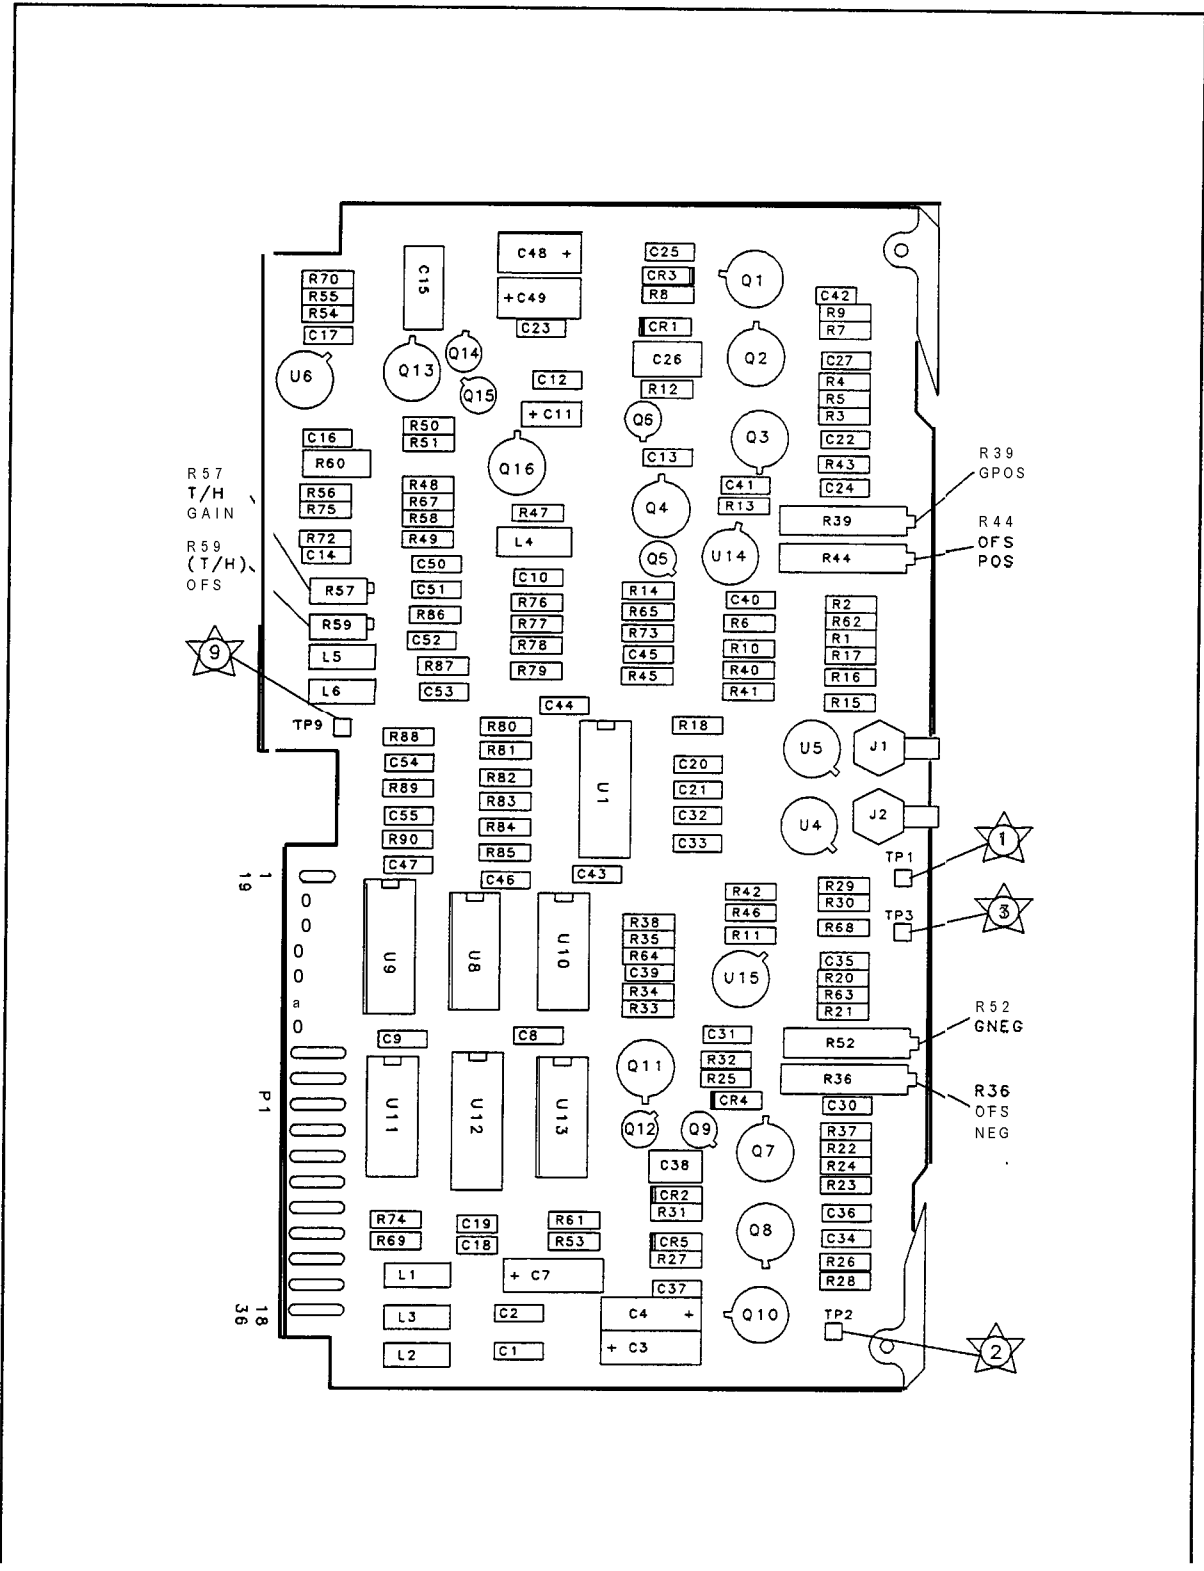 C48 +
+C49
C23
C25
CR3
R8
Q1
C42
R9
R7
R70
R55
R54
C17
C15
CR1
C26
Q2
C27
R4
R5
R3
U6
Q13
Q14
Q15
C12
+ C11
R12
Q6
Q3
C22
R43
C24
C16
R60
R50
R51
Q16
C13
C41
R13
R57
T/H
GAIN
R39
GPOS
R56
R75
R48
R67
R58
R49
R47
L4
Q4
Q5
U14
R39
R44
R44
OFS
POS
R59
(T/H)
OFS
R72
C14
R57
R59
L5
L6
C50
C51
R86
C52
R87
C53
C10
R76
R77
R78
R79
R14
R65
R73
C45
R45
C40
R6
R10
R40
R41
R2
R62
R1
R17
R16
R15
9
TP9
C44
R88
C54
R89
C55
R90
C47
R80
R81
R82
R83
R84
R85
C46
U1
C43
R18
C20
C21
C32
C33
U5
U4
J1
J2
TP1
1
TP3
3
1
19
a
U9
U8
U10
R38
R35
R64
C39
R34
R33
R42
R46
R11
U15
R29
R30
R68
C35
R20
R63
R21
C9
C8
C31
R32
R25
CR4
R52
R36
R52
GNEG
R36
OFS
NEG
P1
U11
U12
U13
Q11
Q12
Q9
Q7
C30
R37
R22
R24
R23
C38
CR2
R31
CR5
R27
C37
Q8
C36
C34
R26
R28
R74
R69
C19
C18
R61
R53
L1
+ C7
L3
C2
C4 +
L2
C1
+ C3
Q10
TP2
2
18
36